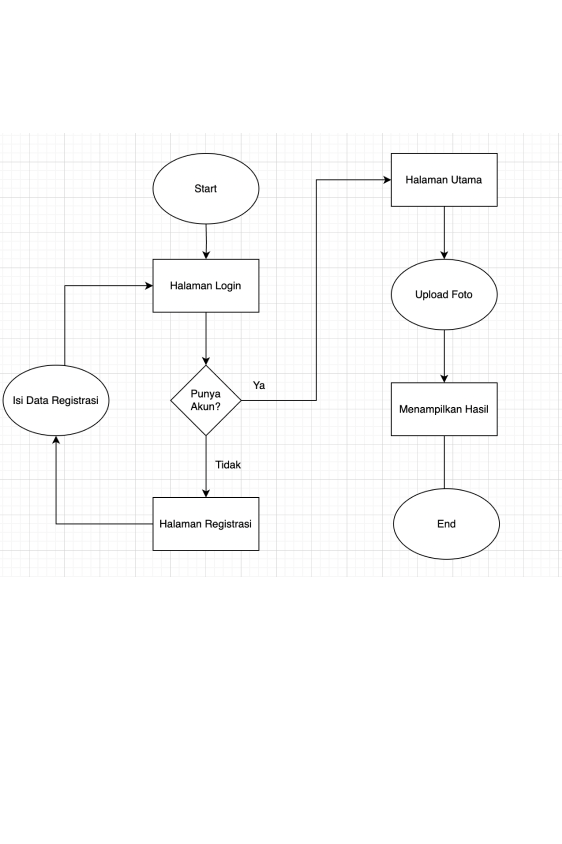 Start
Halaman Login
Punya
Akun?
Ya
Tidak
Halaman Registrasi
Isi Data Registrasi
Halaman Utama
Upload Foto
Menampilkan Hasil
End